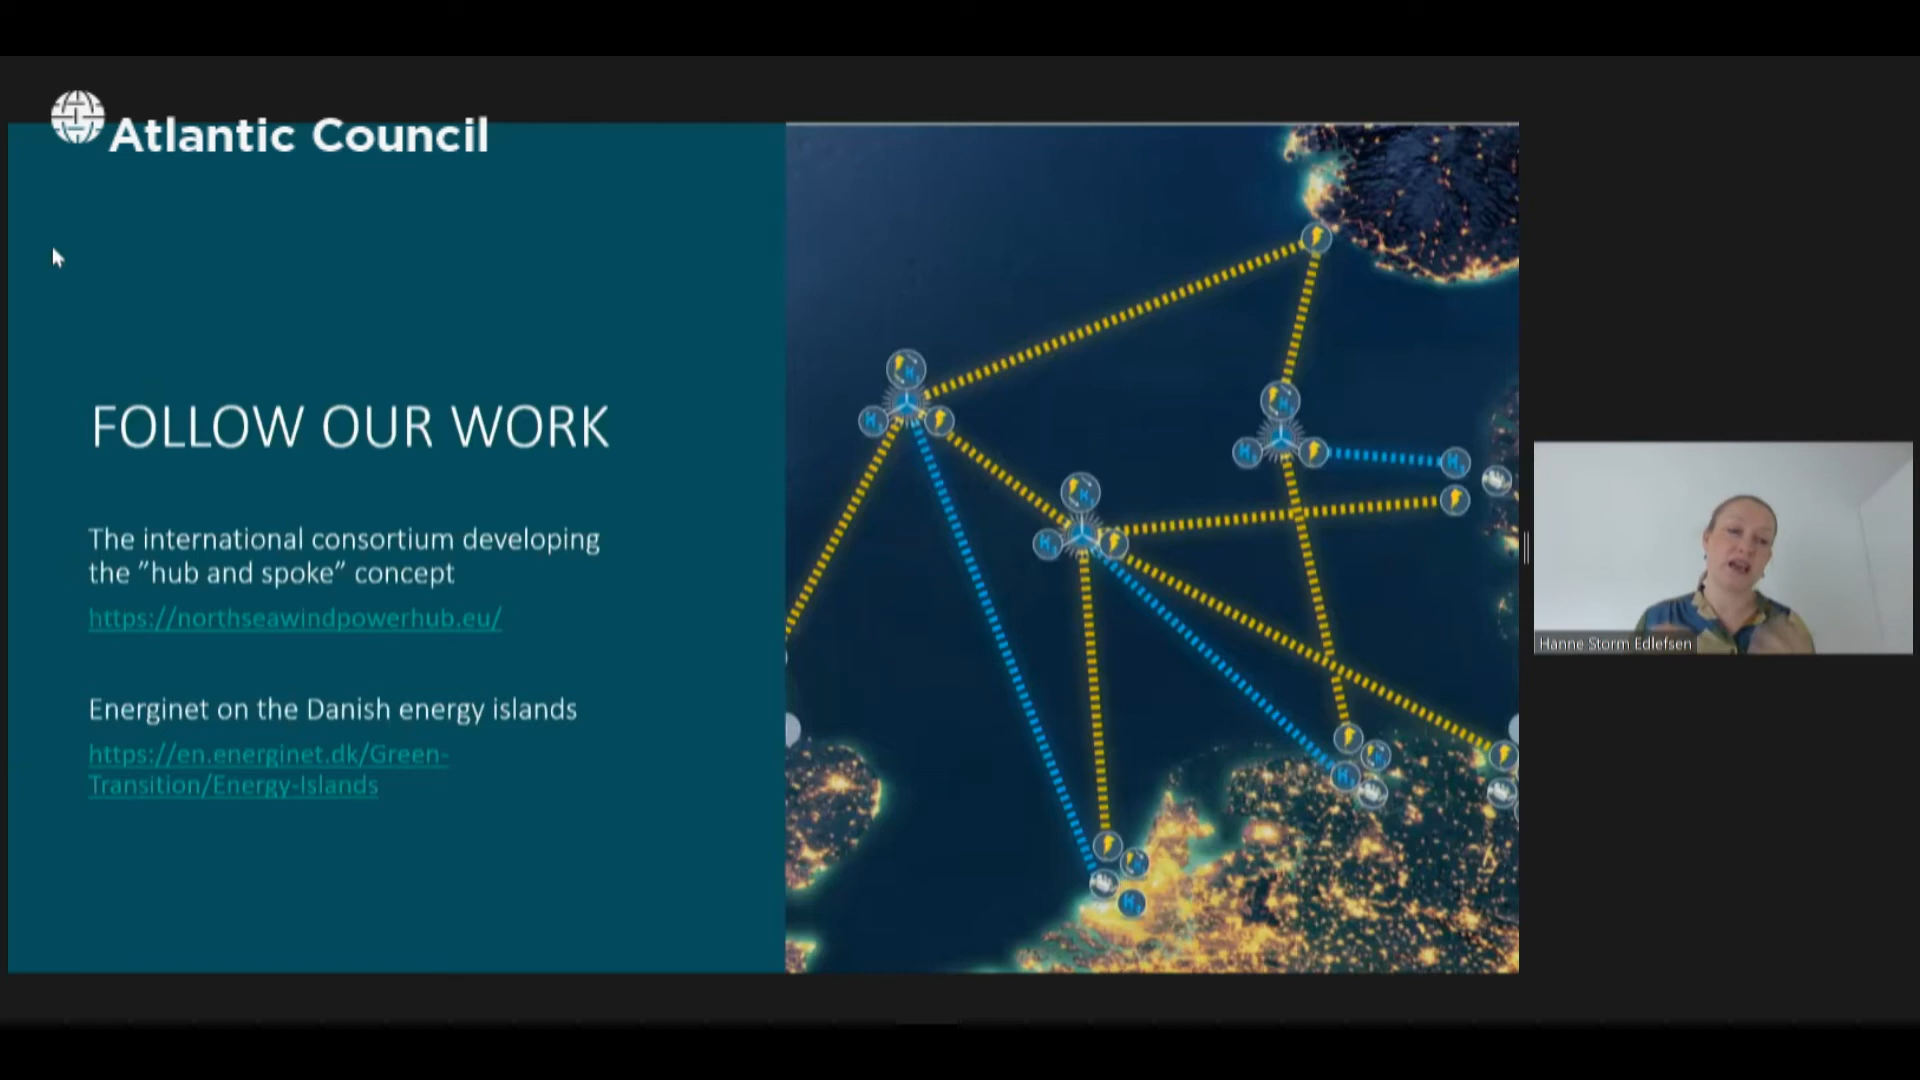 Atlantic Council
FOLLOW OUR WORK
The international consortium developing
the ”hub and spoke” concept
https://northseawindpowerhub.eu/
Energinet on the Danish energy islands
https://en.energinet.dk/Green-
Transition/Energy-Islands
Hanne Storm Edlefsen